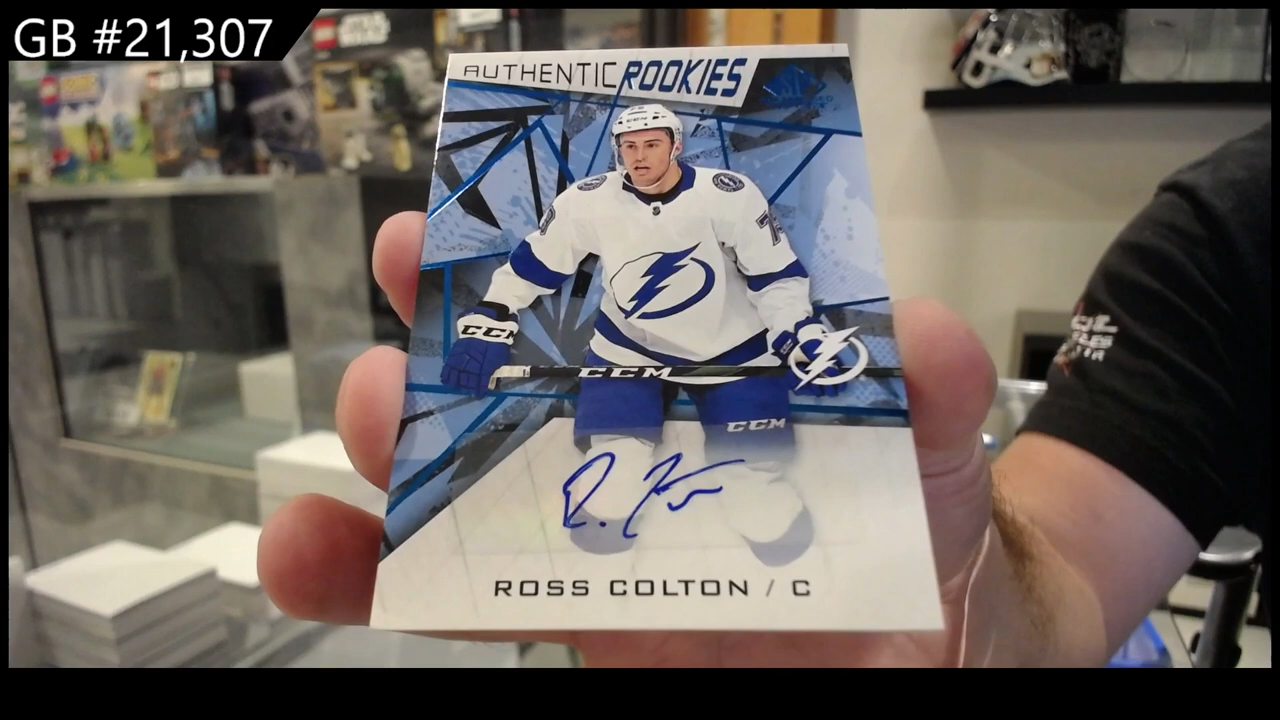 GB #21,307
AUTHENTIC ROOKIES
CCM
CCM
CCM
ROSS COLTON / C